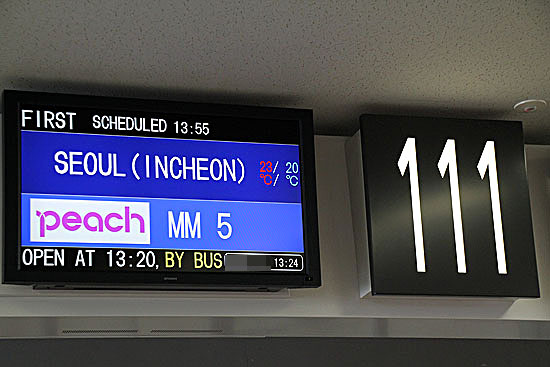 FIRST SCHEDULED 13:55
SEOUL(INCHEON) 23/ 20
℃/ ℃
peach MM 5
OPEN AT 13:20, BY BUS 13:24
111